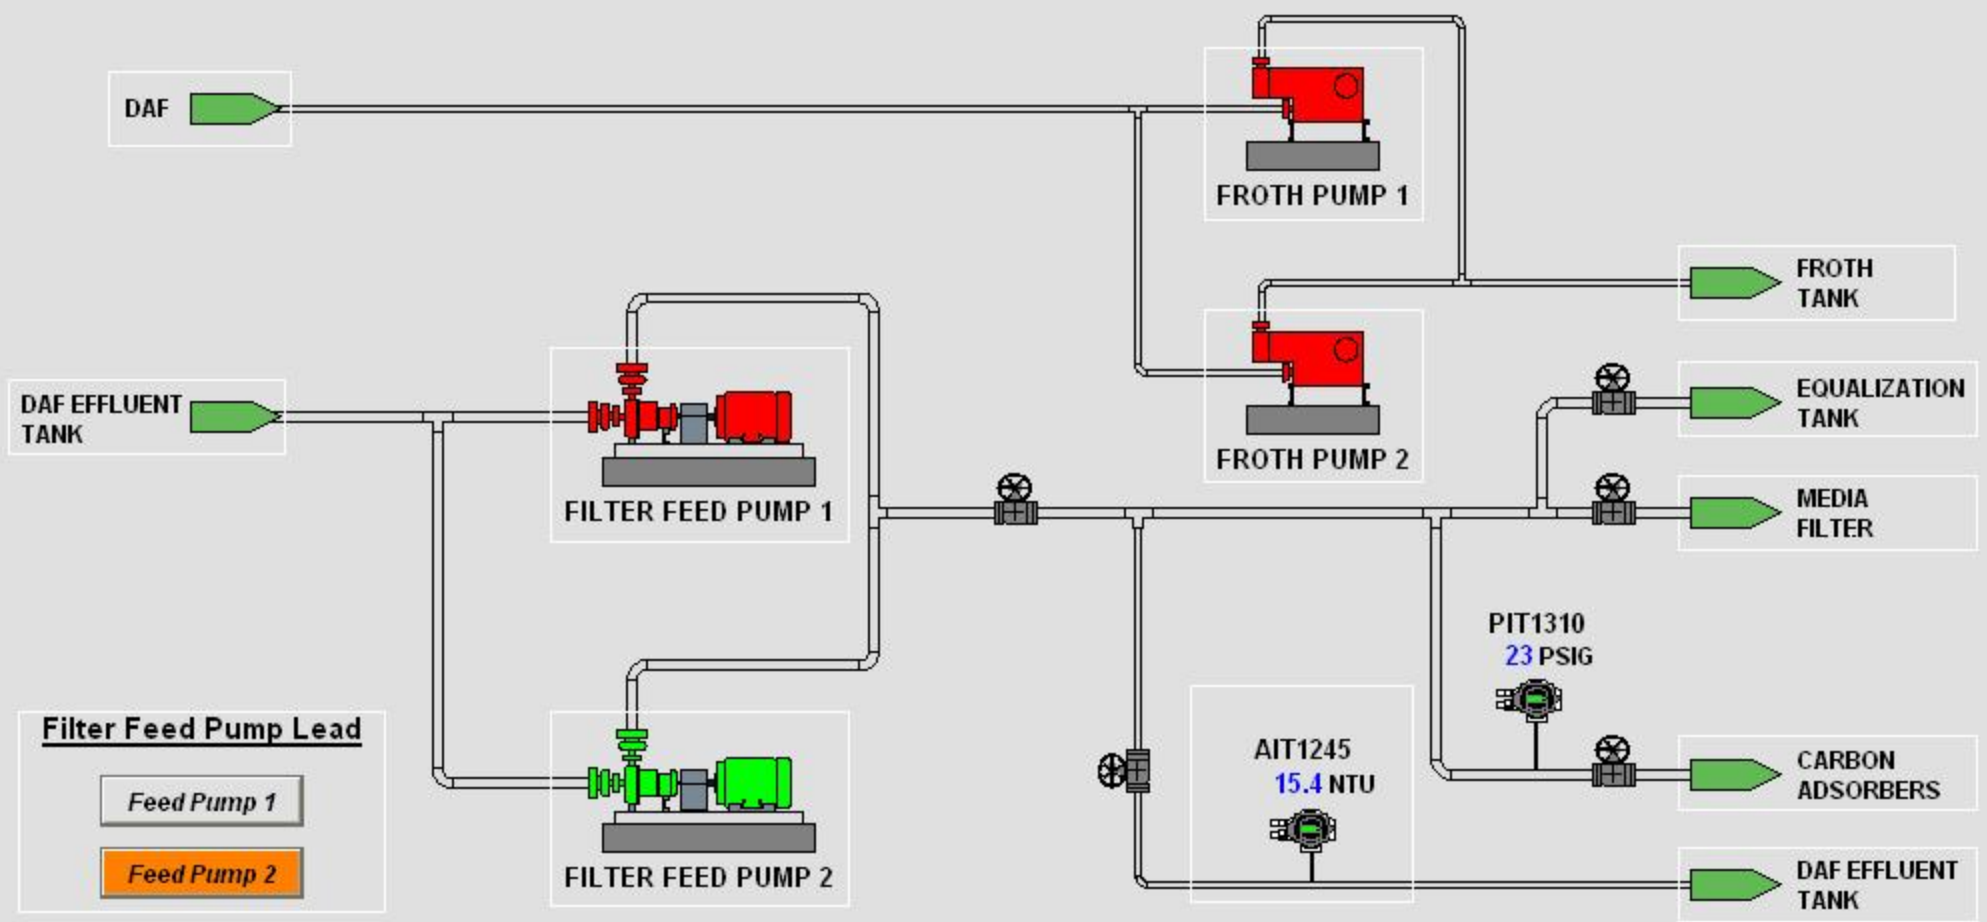 DAF
FROTH PUMP 1
FROTH
TANK
FROTH PUMP 2
EQUALIZATION
TANK
DAF EFFLUENT
TANK
FILTER FEED PUMP 1
MEDIA
FILTER
PIT1310
23 PSIG
Filter Feed Pump Lead
Feed Pump 1
Feed Pump 2
FILTER FEED PUMP 2
AIT1245
15.4 NTU
CARBON
ADSORBERS
DAF EFFLUENT
TANK